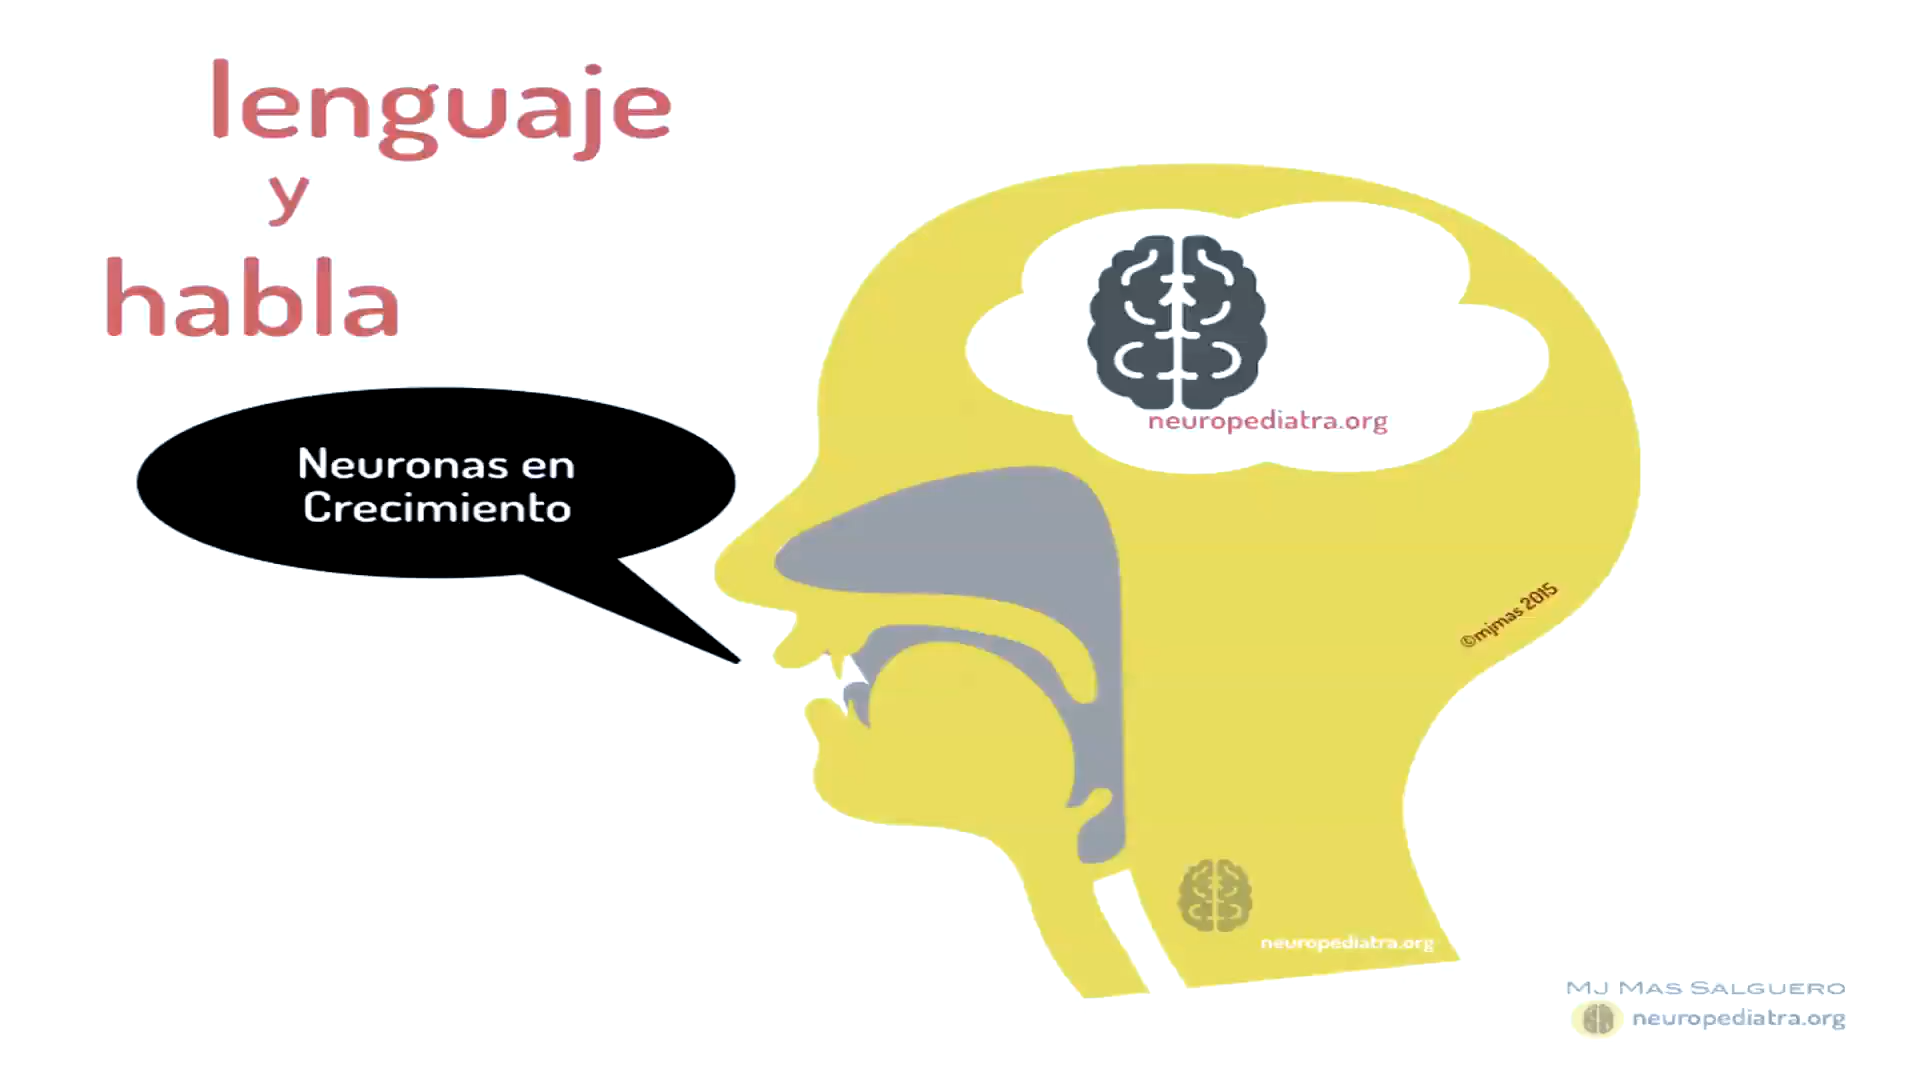 lenguaje
y
habla
Neuronas en
Crecimiento
neuropediatra.org
©mjmas 2015
neuropediatra.org
MJ MAS SALGUERO
neuropediatra.org